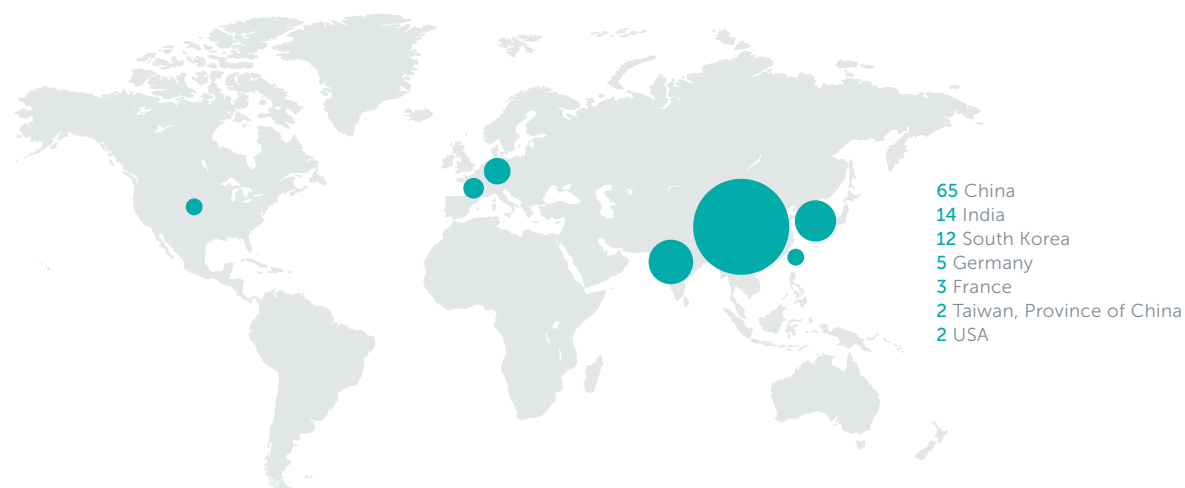 65 China
14 India
12 South Korea
5 Germany
3 France
2 Taiwan, Province of China
2 USA